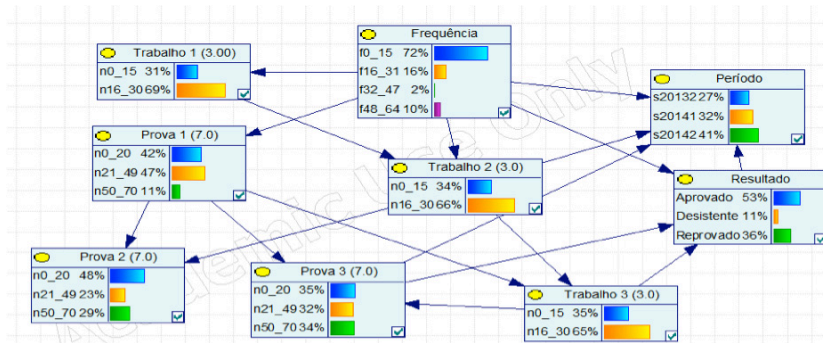 Frequência
f0_15 72%
f16_31 16%
f32_47 2%
f48_64 10%
Trabalho 1 (3.00)
n0_15 31%
n16_30 69%
Período
s20132 27%
s20141 32%
s20142 41%
Prova 1 (7.0)
n0_20 42%
n21_49 47%
n50_70 11%
Trabalho 2 (3.0)
n0_15 34%
n16_30 66%
Resultado
Aprovado 53%
Desistente 11%
Reprovado 36%
Prova 2 (7.0)
n0_20 48%
n21_49 23%
n50_70 29%
Prova 3 (7.0)
n0_20 35%
n21_49 32%
n50_70 34%
Trabalho 3 (3.0)
n0_15 35%
n16_30 65%
Academic Use Only